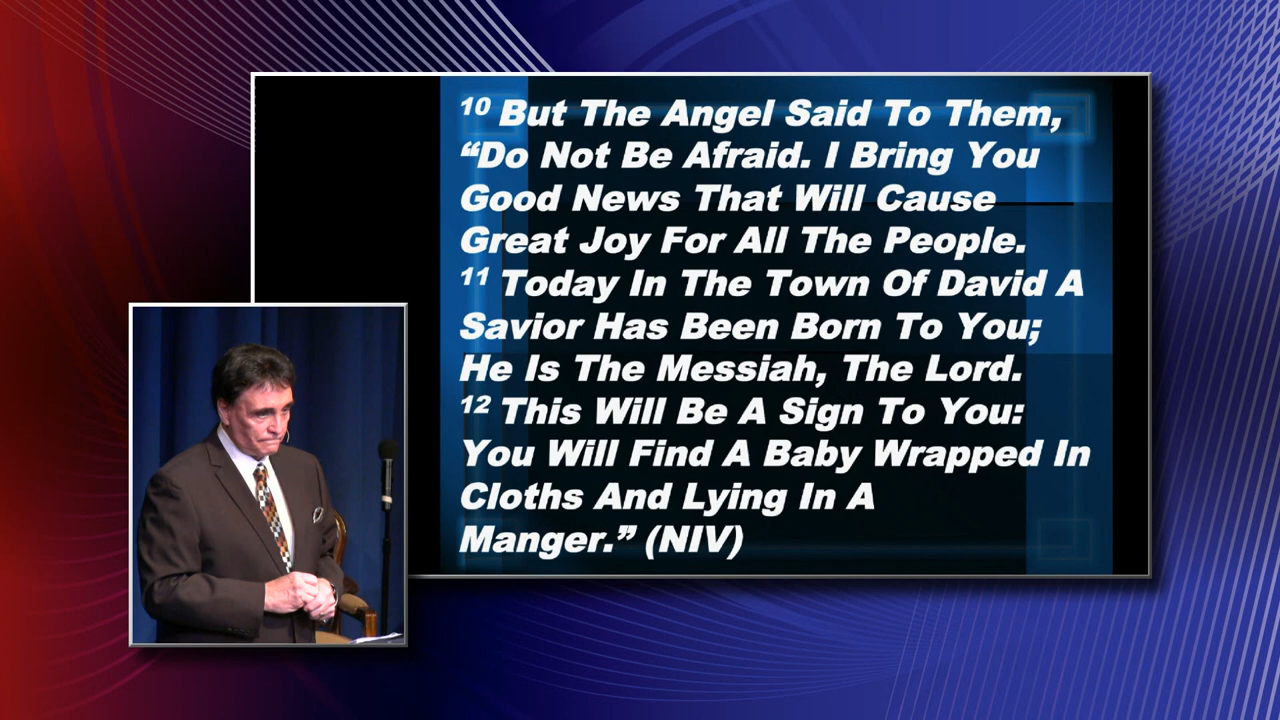 10 But The Angel Said To Them,
“Do Not Be Afraid. I Bring You
Good News That Will Cause
Great Joy For All The People.
11 Today In The Town Of David A
Savior Has Been Born To You;
He Is The Messiah, The Lord.
12 This Will Be A Sign To You:
You Will Find A Baby Wrapped In
Cloths And Lying In A
Manger.” (NIV)